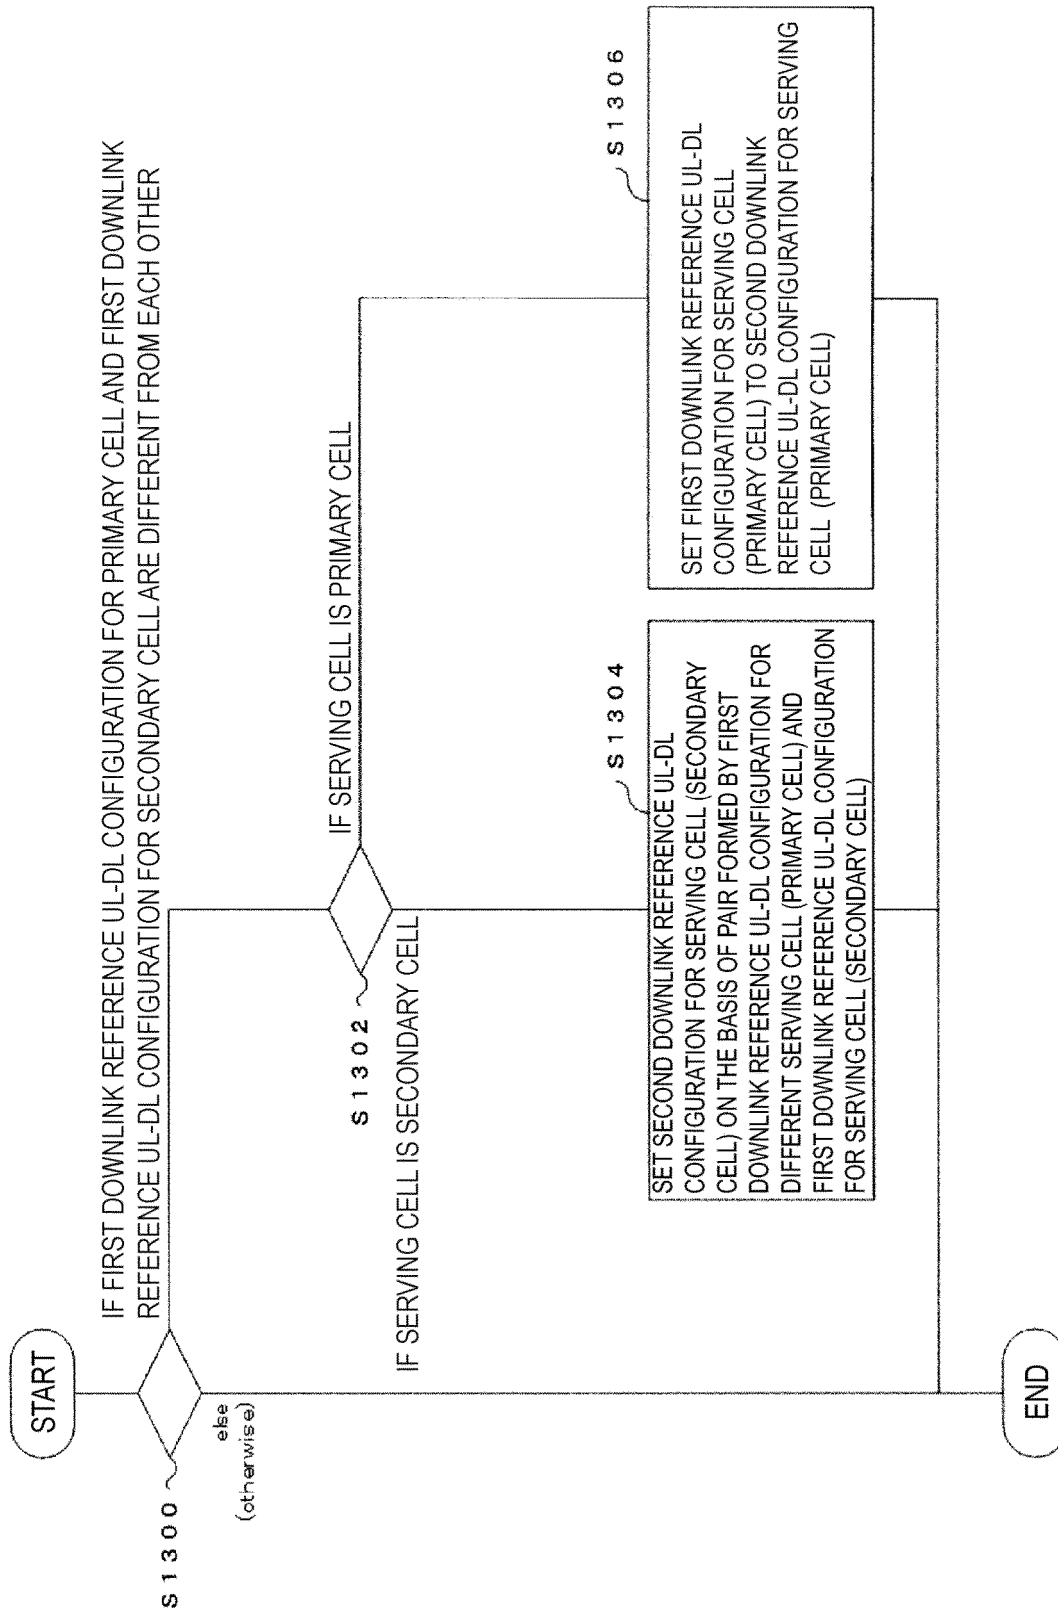 START
S1300
IF FIRST DOWNLINK REFERENCE UL-DL CONFIGURATION FOR PRIMARY CELL AND FIRST DOWNLINK
REFERENCE UL-DL CONFIGURATION FOR SECONDARY CELL ARE DIFFERENT FROM EACH OTHER
else
(otherwise)
S1302
IF SERVING CELL IS PRIMARY CELL
IF SERVING CELL IS SECONDARY CELL
S1304
SET SECOND DOWNLINK REFERENCE UL-DL
CONFIGURATION FOR SERVING CELL (SECONDARY
CELL) ON THE BASIS OF PAIR FORMED BY FIRST
DOWNLINK REFERENCE UL-DL CONFIGURATION FOR
DIFFERENT SERVING CELL (PRIMARY CELL) AND
FIRST DOWNLINK REFERENCE UL-DL CONFIGURATION
FOR SERVING CELL (SECONDARY CELL)
S1306
SET FIRST DOWNLINK REFERENCE UL-DL
CONFIGURATION FOR SERVING CELL
(PRIMARY CELL) TO SECOND DOWNLINK
REFERENCE UL-DL CONFIGURATION FOR SERVING
CELL (PRIMARY CELL)
END